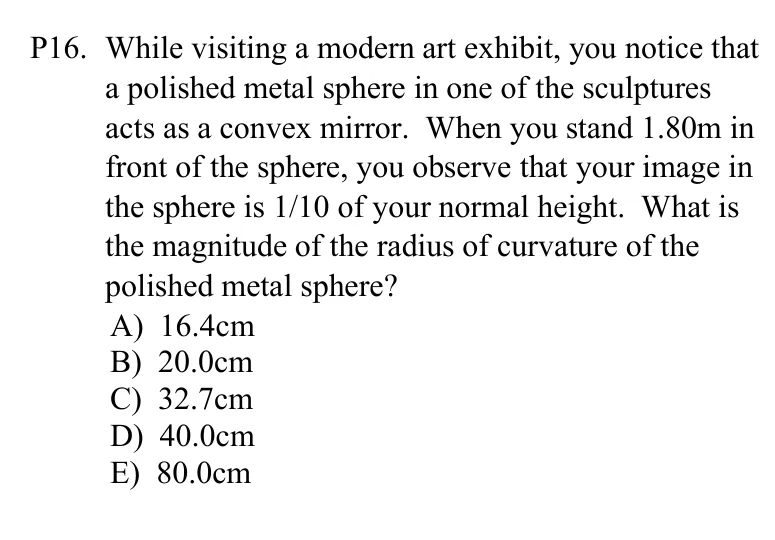 P16. While visiting a modern art exhibit, you notice that
a polished metal sphere in one of the sculptures
acts as a convex mirror. When you stand 1.80m in
front of the sphere, you observe that your image in
the sphere is 1/10 of your normal height. What is
the magnitude of the radius of curvature of the
polished metal sphere?
A) 16.4cm
B) 20.0cm
C) 32.7cm
D) 40.0cm
E) 80.0cm